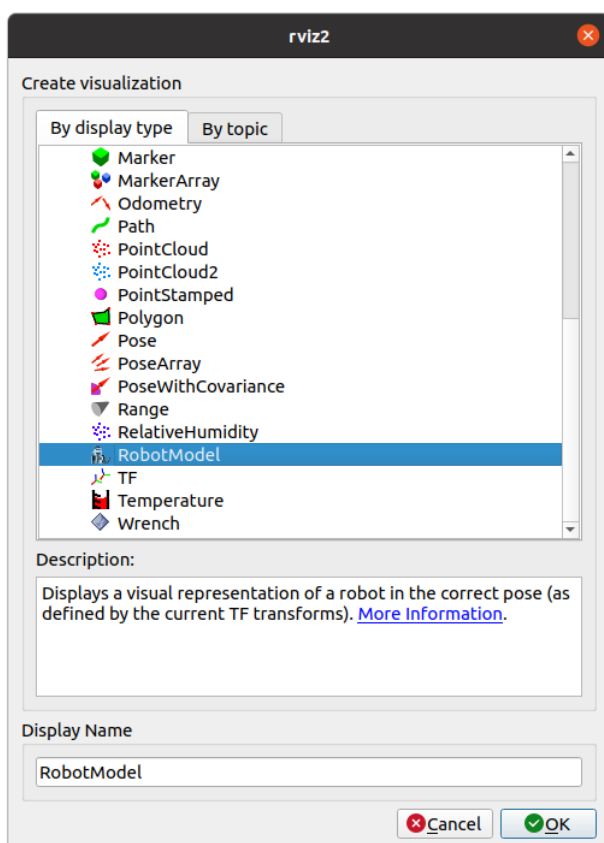 rviz2
Create visualization
By display type
By topic
Marker
MarkerArray
Odometry
Path
PointCloud
PointCloud2
PointStamped
Polygon
Pose
PoseArray
PoseWithCovariance
Range
RelativeHumidity
RobotModel
TF
Temperature
Wrench
Description:
Displays a visual representation of a robot in the correct pose (as
defined by the current TF transforms). More Information.
Display Name
RobotModel
Cancel
OK